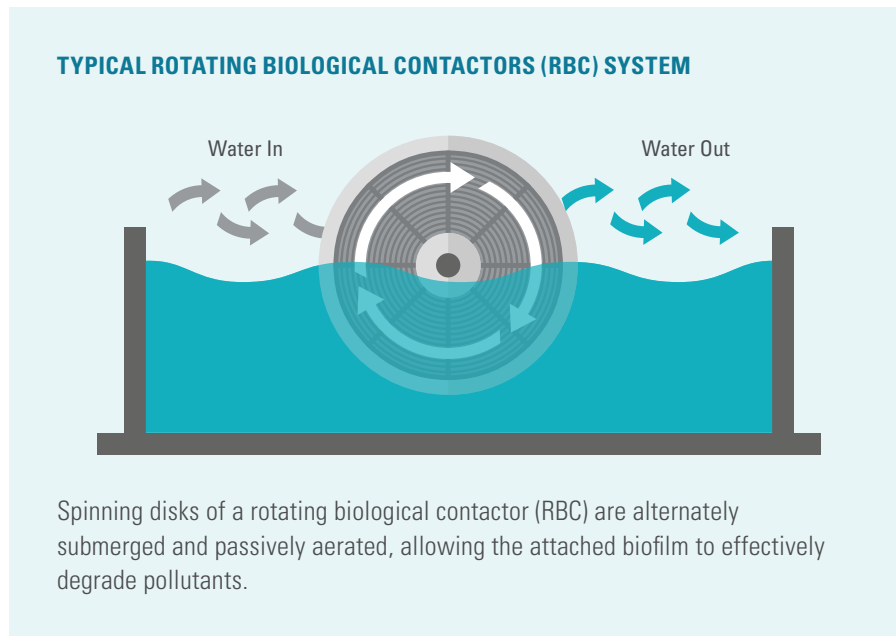 TYPICAL ROTATING BIOLOGICAL CONTACTORS (RBC) SYSTEM
Water In
Water Out
Spinning disks of a rotating biological contactor (RBC) are alternately
submerged and passively aerated, allowing the attached biofilm to effectively
degrade pollutants.